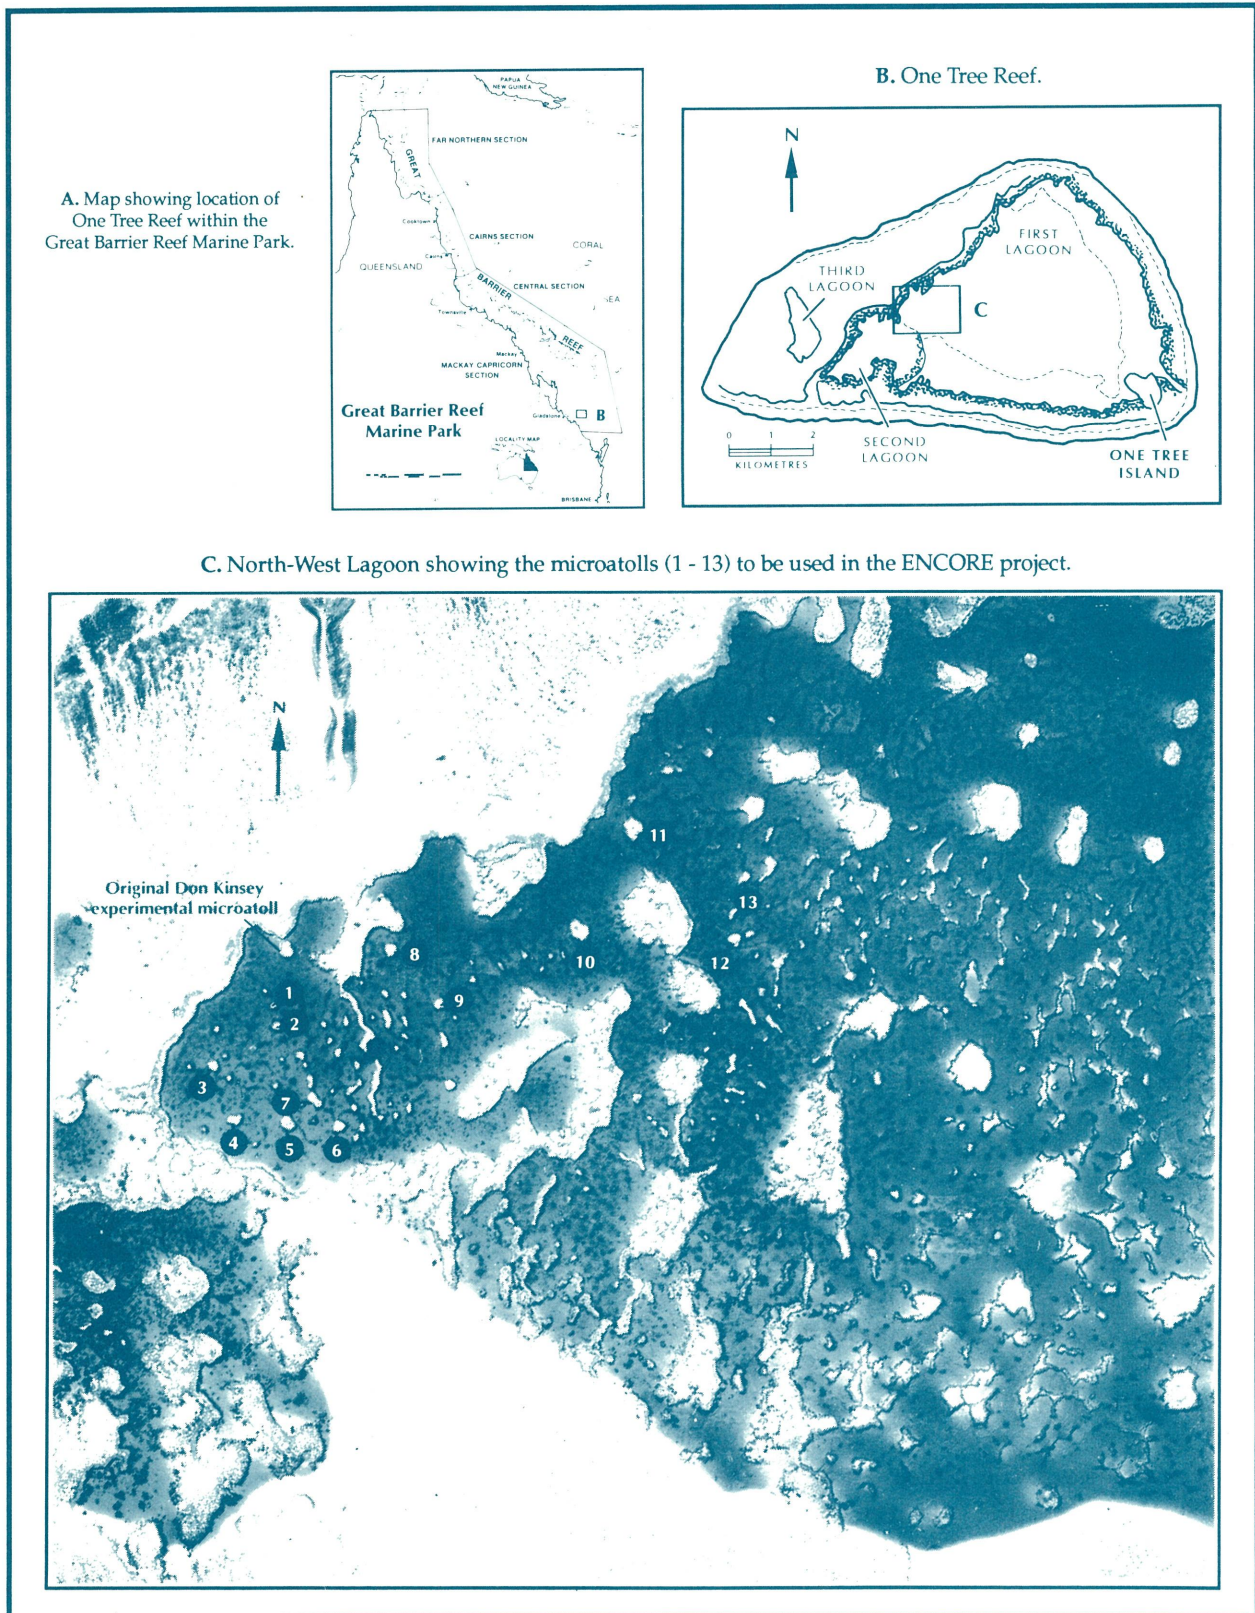 A. Map showing location of
One Tree Reef within the
Great Barrier Reef Marine Park.
PAPUA
NEW GUINEA
FAR NORTHERN SECTION
GREAT
Cooktown
CAIRNS SECTION
Cairns
CORAL
QUEENSLAND
BARRIER
CENTRAL SECTION
SEA
Townsville
REEF
Mackay
MACKAY CAPRICORN
SECTION
Great Barrier Reef
Marine Park
Gladstone
B
LOCALITY MAP
BRISBANE
B. One Tree Reef.
N
FIRST
LAGOON
THIRD
LAGOON
C
0 1 2
KILOMETRES
SECOND
LAGOON
ONE TREE
ISLAND
C. North-West Lagoon showing the microatolls (1 - 13) to be used in the ENCORE project.
N
Original Don Kinsey
experimental microatoll
11
13
8
10
12
1
9
2
3
7
4
5
6